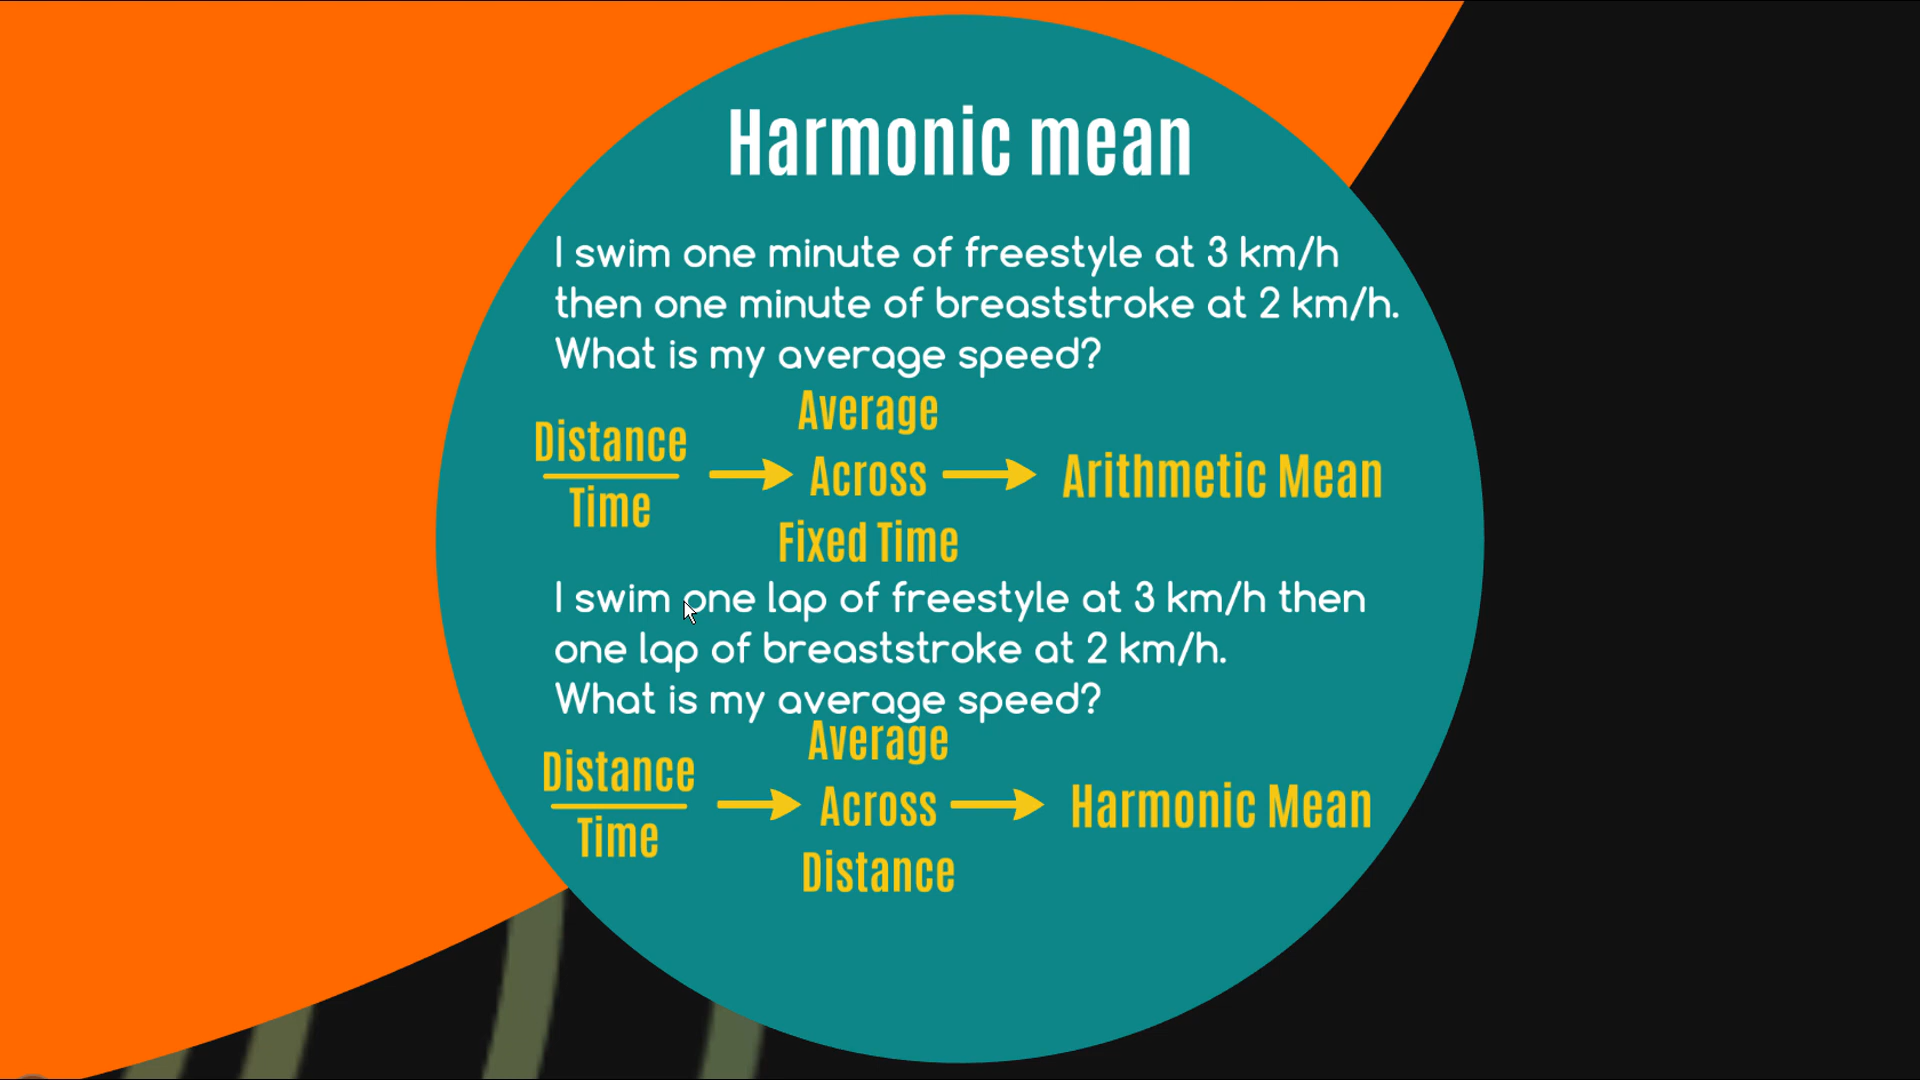 Harmonic mean
I swim one minute of freestyle at 3 km/h
then one minute of breaststroke at 2 km/h.
What is my average speed?
Distance
Time
Average
Across
Fixed Time
Arithmetic Mean
I swim one lap of freestyle at 3 km/h then
one lap of breaststroke at 2 km/h.
What is my average speed?
Distance
Time
Average
Across
Distance
Harmonic Mean